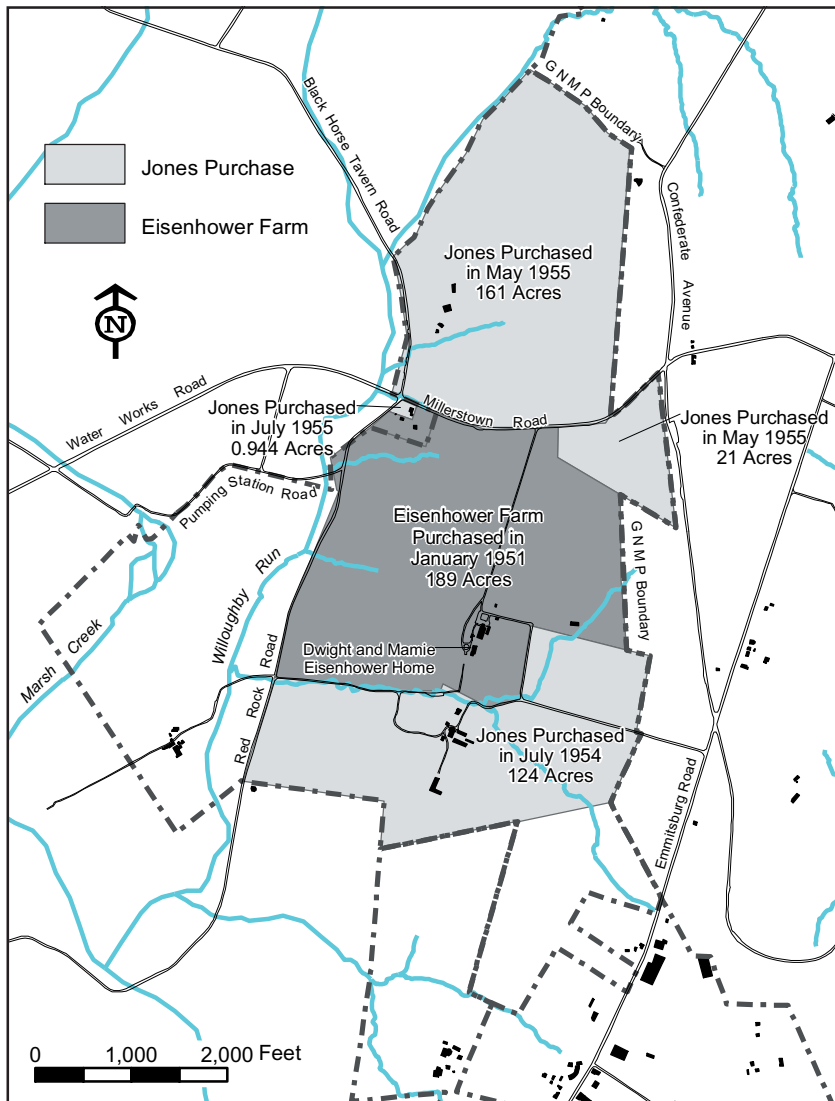 GNMP Boundary
Black Horse Tavern Road
Jones Purchase
Eisenhower Farm
Confederate Avenue
Jones Purchased
in May 1955
161 Acres
N
Water Works Road
Jones Purchased
in July 1955
0.944 Acres
Millerstown Road
Jones Purchased
in May 1955
21 Acres
Pumping Station Road
Eisenhower Farm
Purchased in
January 1951
189 Acres
GNMP Boundary
Willoughby Run
Marsh Creek
Dwight and Mamie
Eisenhower Home
Red Rock Road
Jones Purchased
in July 1954
124 Acres
Emmitsburg Road
0 1,000 2,000 Feet